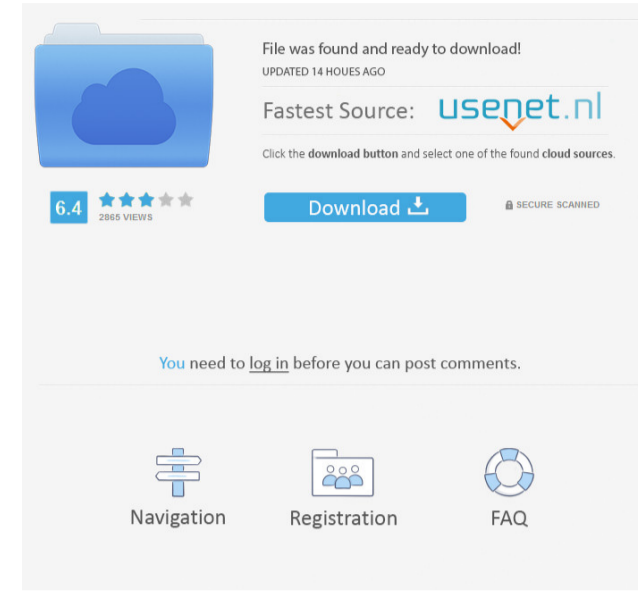 File was found and ready to download!
UPDATED 14 HOUES AGO
Fastest Source: usenet.nl
Click the download button and select one of the found cloud sources.
6.4
2865 VIEWS
Download
SECURE SCANNED
You need to log in before you can post comments.
Navigation
Registration
FAQ